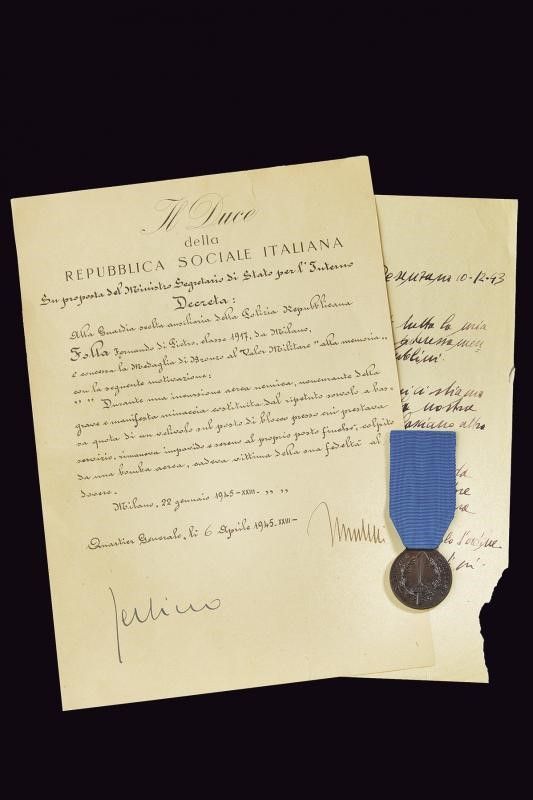 Il Duce
della
REPUBBLICA SOCIALE ITALIANA
Su proposta del Ministro Segretario di Stato per l'Interno
Decreta:
Alla Guardia scelta ausiliaria della Polizia Repubblicana
Folla Fernando di Pietro, classe 1917, da Milano,
è concessa la Medaglia di Bronzo al Valor Militare "alla memoria"
con la seguente motivazione:
" " Durante una incursione aerea nemica, noncurante della
grave e manifesta minaccia costituita dal ripetuto sorvolo a bas-
sa quota di un velivolo sul posto di blocco presso cui prestava
servizio, rimaneva impavido e sereno al proprio posto finché, colpito
da una bomba aerea, cadeva vittima della sua fedeltà al
dovere.
Milano, 22 gennaio 1945-XXIII- " "
Quartier Generale, lì 6 Aprile 1945-XXIII-
10-12-43
tutta la mia
stiamo
nostra